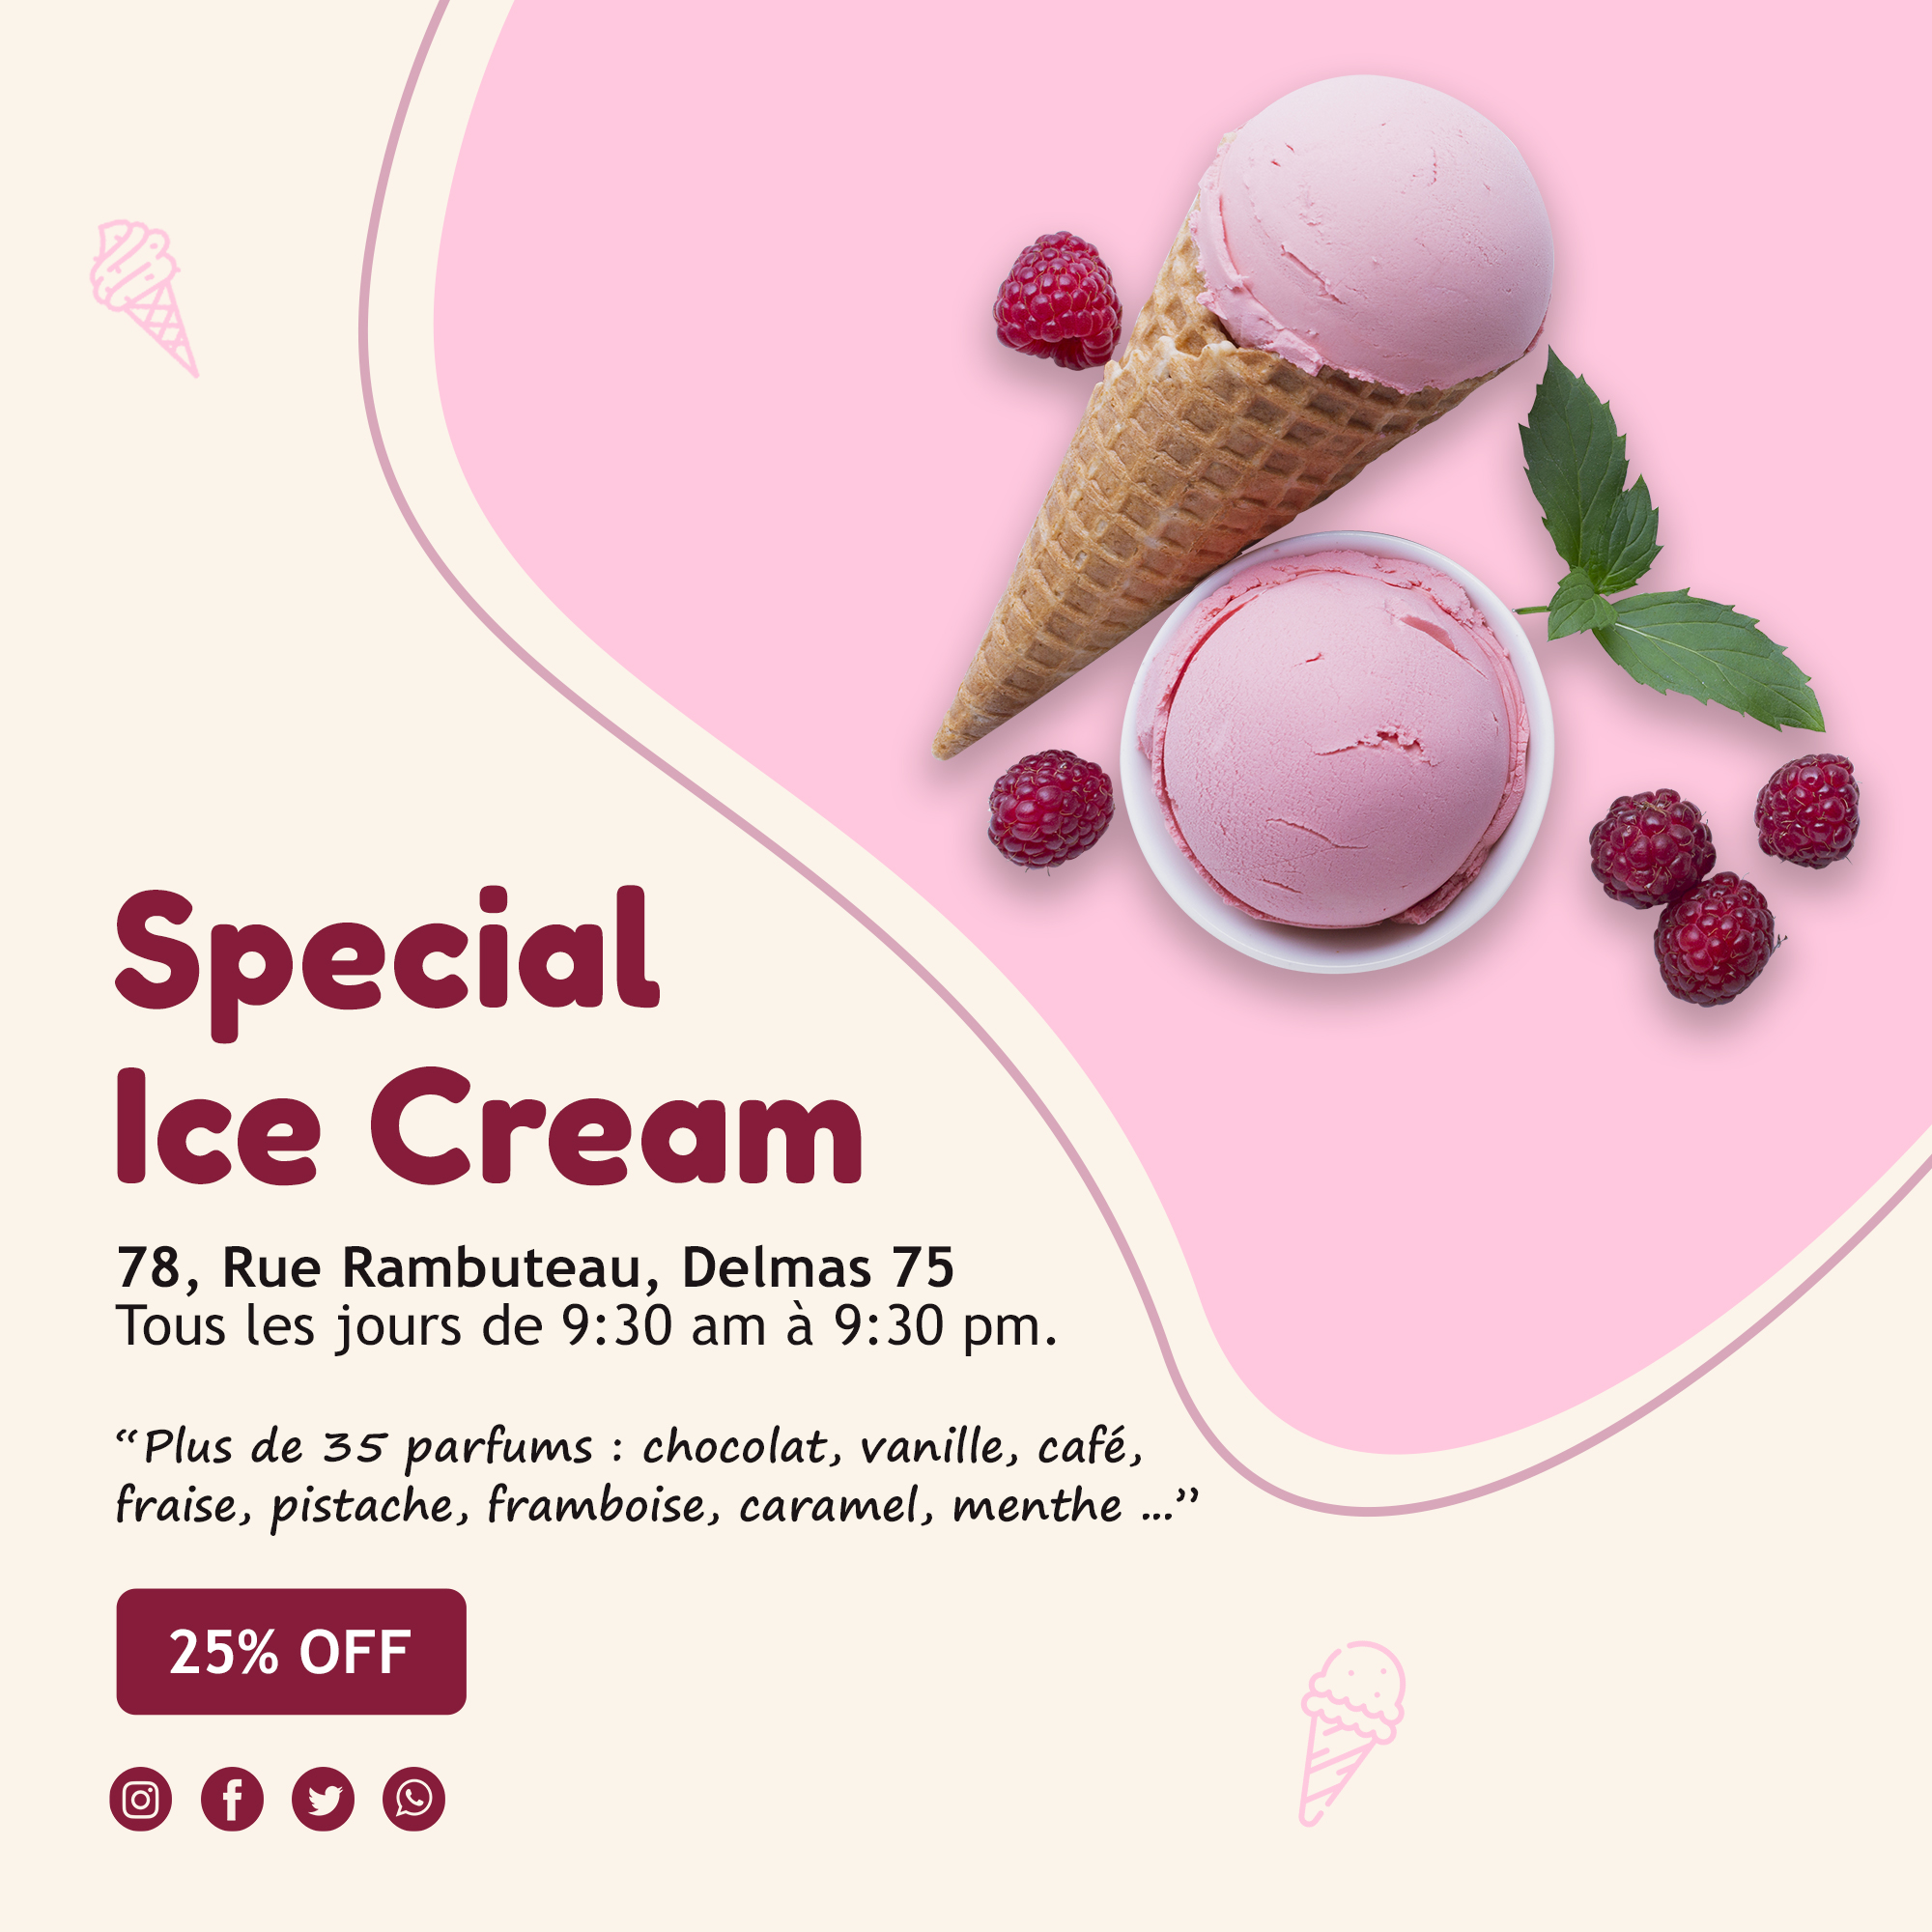 Special
Ice Cream
78, Rue Rambuteau, Delmas 75
Tous les jours de 9:30 am à 9:30 pm.
“Plus de 35 parfums : chocolat, vanille, café,
fraise, pistache, framboise, caramel, menthe ...”
25% OFF